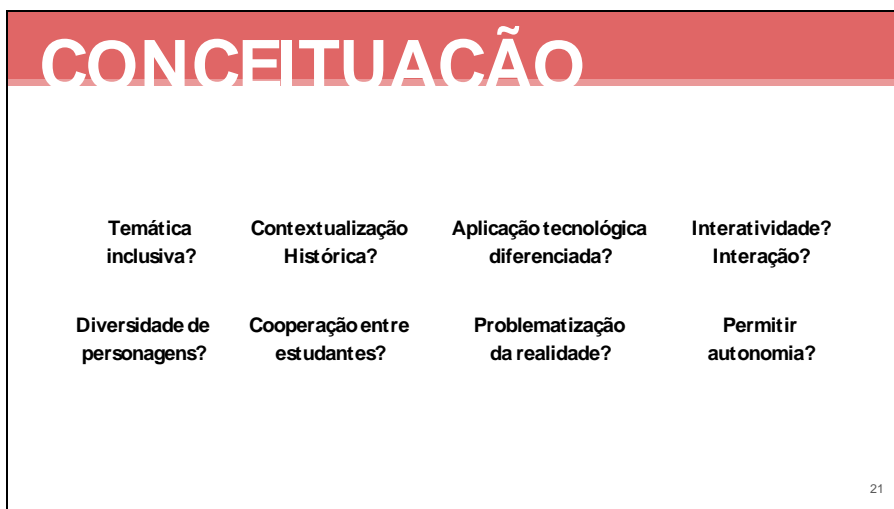 CONCEITUAÇÃO
Temática
inclusiva?
Contextualização
Histórica?
Aplicação tecnológica
diferenciada?
Interatividade?
Interação?
Diversidade de
personagens?
Cooperação entre
estudantes?
Problematização
da realidade?
Permitir
autonomia?
21